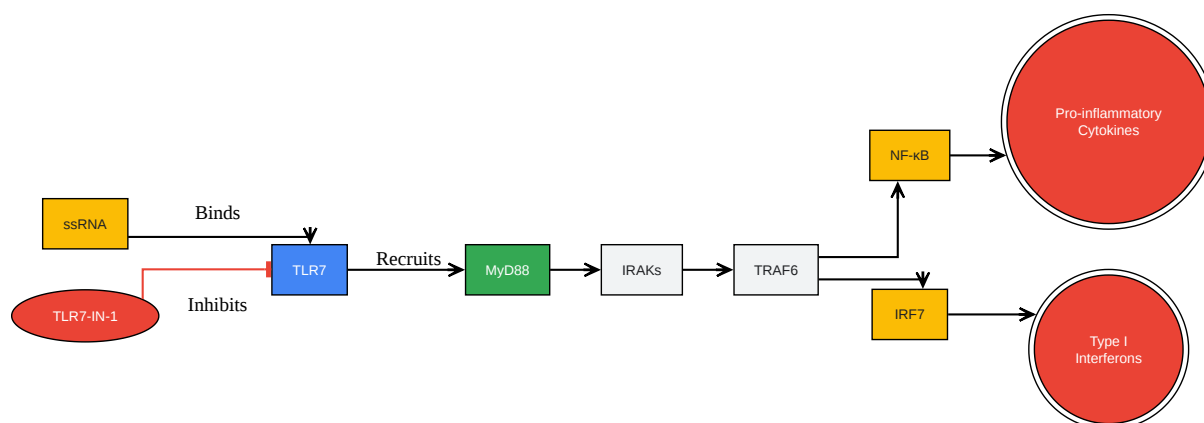 Pro-inflammatory
Cytokines
NF-κB
ssRNA
Binds
TLR7
Recruits
MyD88
IRAKs
TRAF6
Inhibits
TLR7-IN-1
IRF7
Type I
Interferons